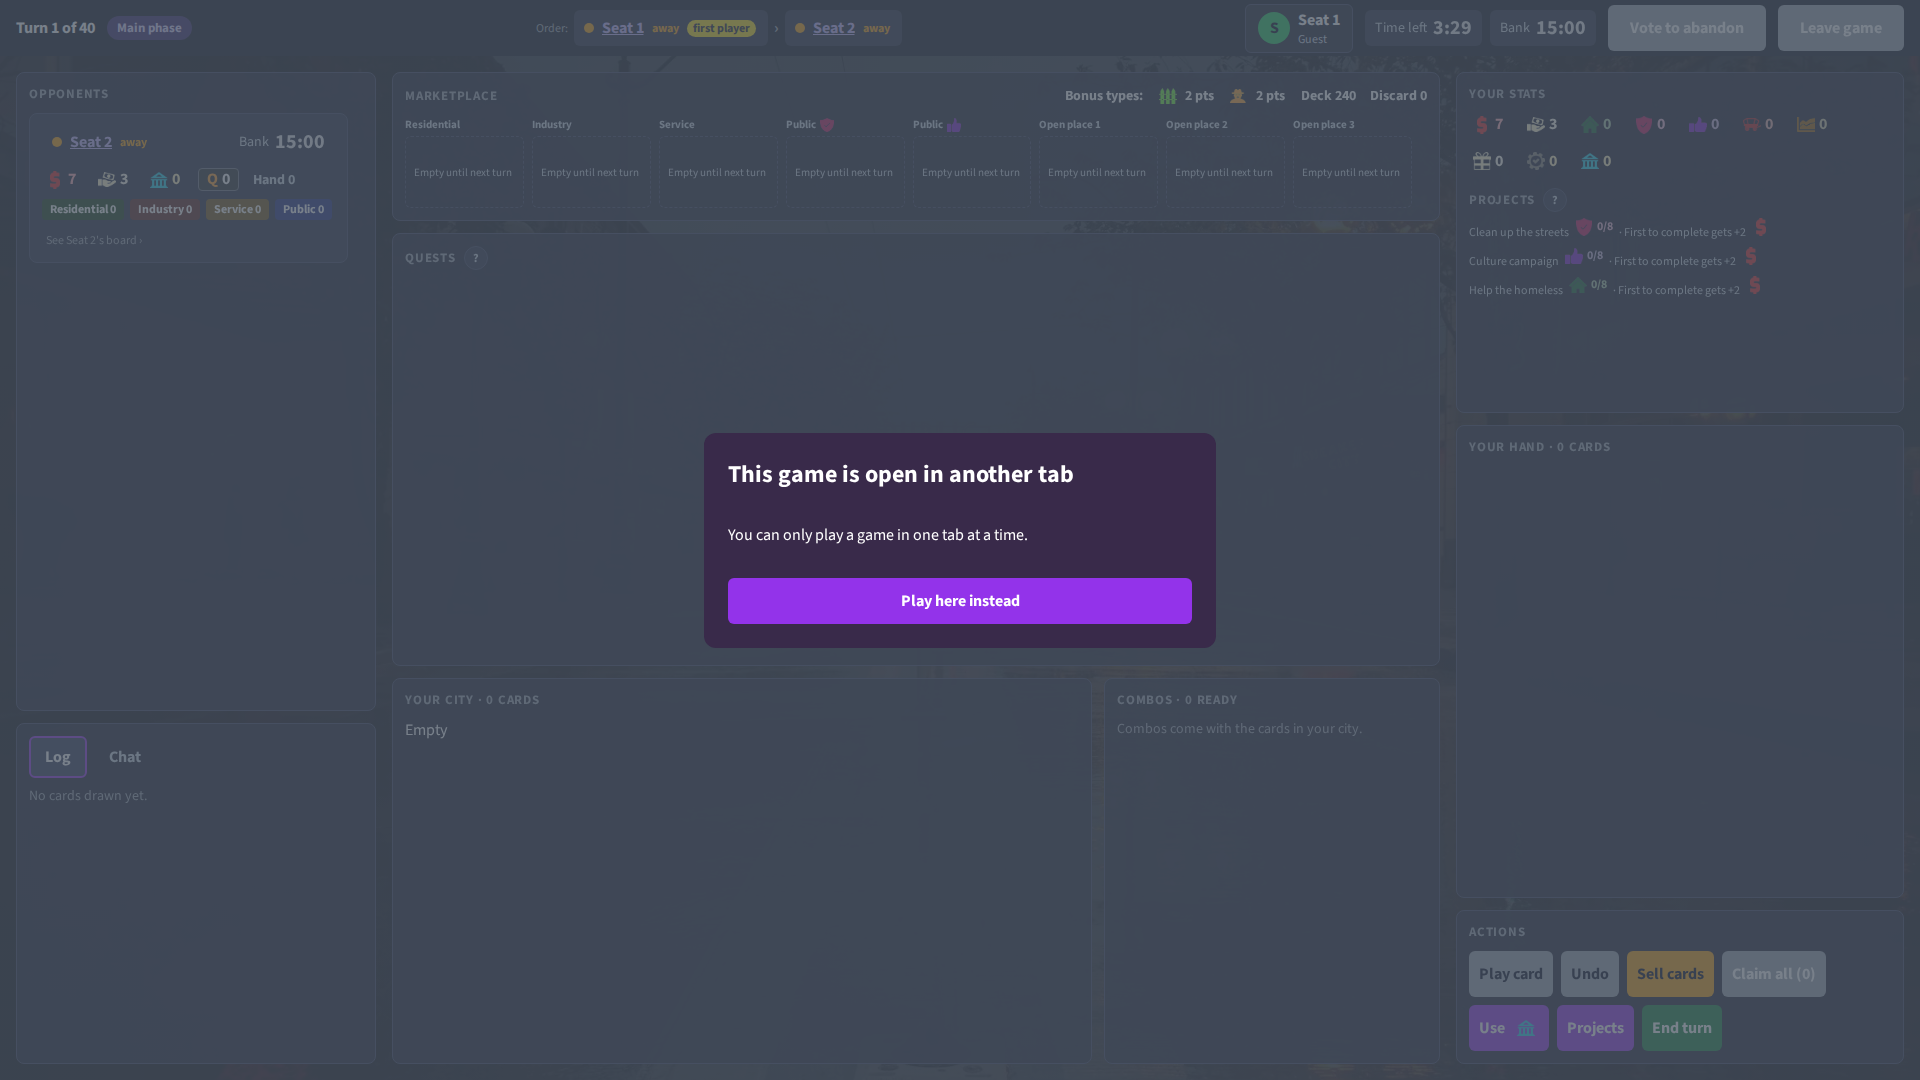 Turn 1 of 40 Main phase
Order: Seat 1 away first player › Seat 2 away
S Seat 1 Guest
Time left 3:29 Bank 15:00 Vote to abandon Leave game
OPPONENTS
Seat 2 away Bank 15:00
7 3 0 Q 0 Hand 0
Residential 0 Industry 0 Service 0 Public 0
See Seat 2's board ›
Log Chat
No cards drawn yet.
MARKETPLACE Bonus types: 2 pts 2 pts Deck 240 Discard 0
Residential Industry Service Public Public Open place 1 Open place 2 Open place 3
Empty until next turn Empty until next turn Empty until next turn Empty until next turn Empty until next turn Empty until next turn Empty until next turn Empty until next turn
QUESTS ?
This game is open in another tab
You can only play a game in one tab at a time.
Play here instead
YOUR CITY · 0 CARDS
Empty
COMBOS · 0 READY
Combos come with the cards in your city.
YOUR STATS
7 3 0 0 0 0 0
0 0 0
PROJECTS ?
Clean up the streets 0/8 · First to complete gets +2
Culture campaign 0/8 · First to complete gets +2
Help the homeless 0/8 · First to complete gets +2
YOUR HAND · 0 CARDS
ACTIONS
Play card Undo Sell cards Claim all (0)
Use Projects End turn